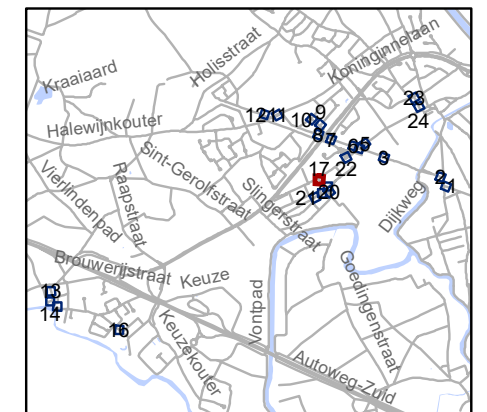 Kraaiaard
Holisstraat
Koninginnelaan
Halewijnkouter
12
11
10
9
8
7
6
5
3
23
24
22
2
1
17
20
21
Vierlindenpad
Raapstraat
Sint-Gerolfstraat
Slingerstraat
Dijkweg
Brouwerijstraat
Keuze
Vontpad
Goedingenstraat
13
14
16
Keuzekouter
Autoweg-Zuid